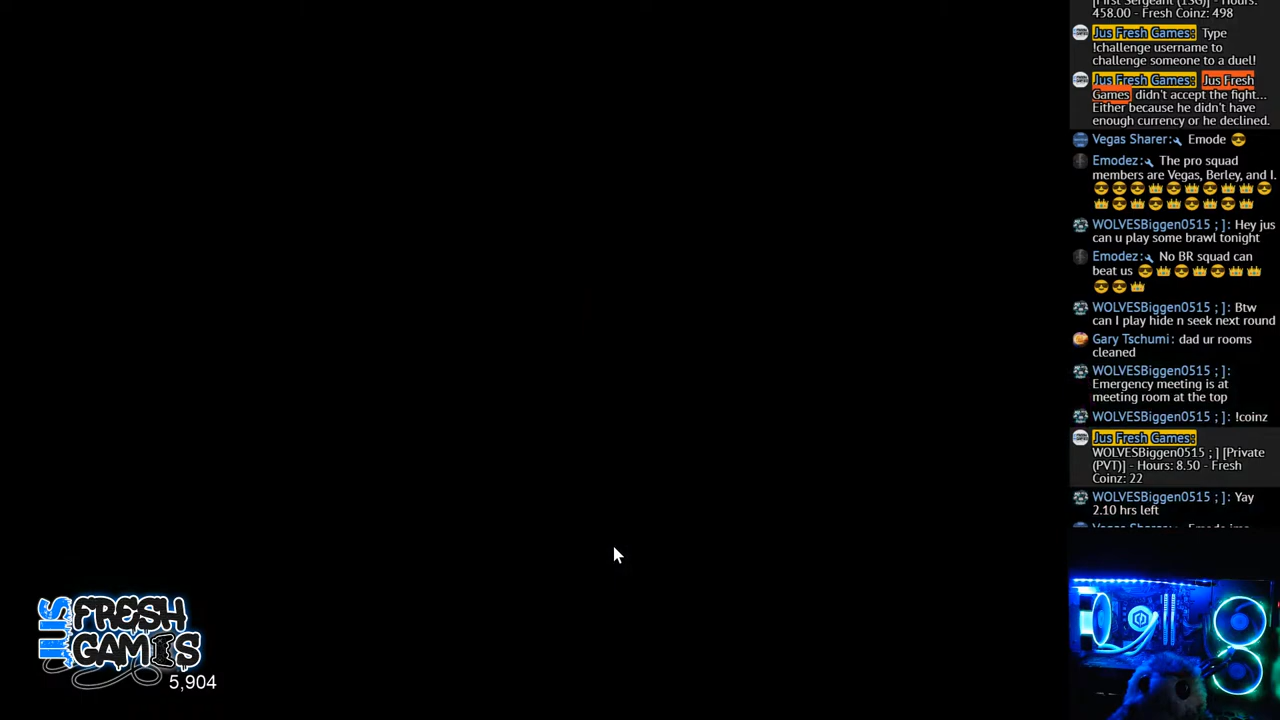 [First Sergeant (1SG)] - Hours:
458.00 - Fresh Coinz: 498
Jus Fresh Games: Type
!challenge username to
challenge someone to a duel!
Jus Fresh Games: Jus Fresh
Games didn't accept the fight...
Either because he didn't have
enough currency or he declined.
Vegas Sharer: Emode
Emodez: The pro squad
members are Vegas, Berley, and I.
WOLVESBiggen0515 ; ]: Hey jus
can u play some brawl tonight
Emodez: No BR squad can
beat us
WOLVESBiggen0515 ; ]: Btw
can I play hide n seek next round
Gary Tschumi: dad ur rooms
cleaned
WOLVESBiggen0515 ; ]:
Emergency meeting is at
meeting room at the top
WOLVESBiggen0515 ; ]: !coinz
Jus Fresh Games:
WOLVESBiggen0515 ; ] [Private
(PVT)] - Hours: 8.50 - Fresh
Coinz: 22
WOLVESBiggen0515 ; ]: Yay
2.10 hrs left
JUS
FRESH
GAMES
5,904